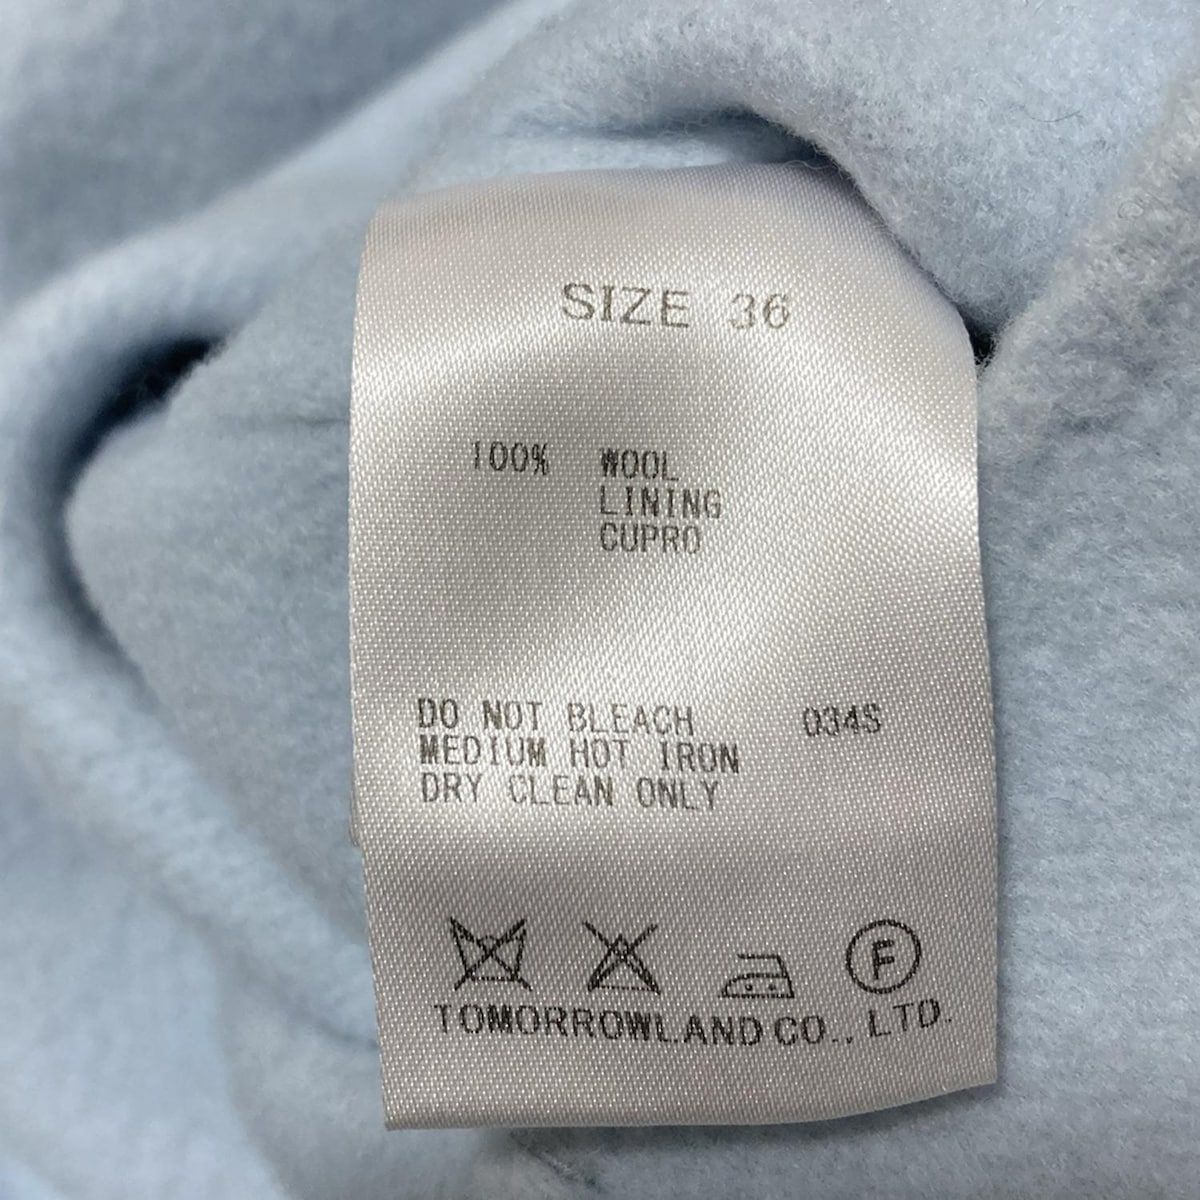 SIZE 36
100% WOOL
LINING
CUPRO
DO NOT BLEACH 034S
MEDIUM HOT IRON
DRY CLEAN ONLY
F
TOMORROWLAND CO., LTD.